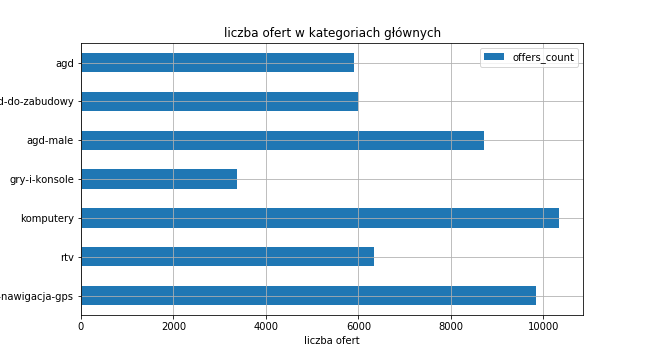 liczba ofert w kategoriach głównych
offers_count
agd
d-do-zabudowy
agd-male
gry-i-konsole
komputery
rtv
-nawigacja-gps
0 2000 4000 6000 8000 10000
liczba ofert